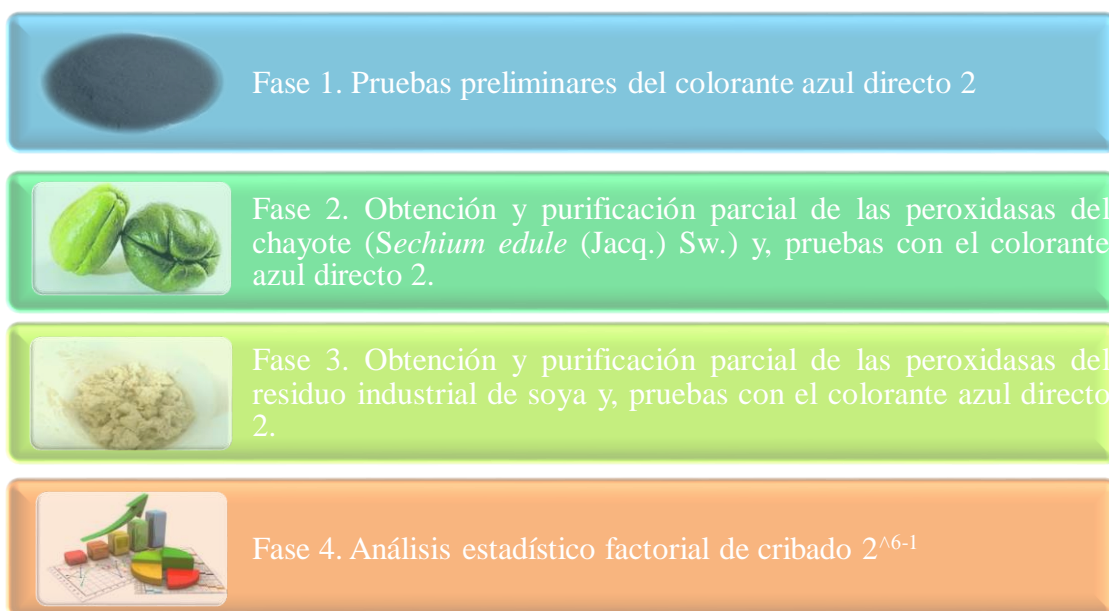 Fase 1. Pruebas preliminares del colorante azul directo 2
Fase 2. Obtención y purificación parcial de las peroxidasas del
chayote (Sechium edule (Jacq.) Sw.) y, pruebas con el colorante
azul directo 2.
Fase 3. Obtención y purificación parcial de las peroxidasas del
residuo industrial de soya y, pruebas con el colorante azul directo
2.
Fase 4. Análisis estadístico factorial de cribado 2^6-1